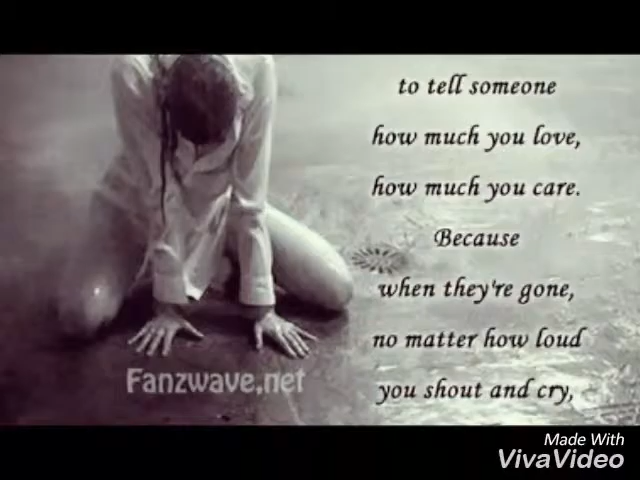 to tell someone
how much you love,
how much you care.
Because
when they're gone,
no matter how loud
you shout and cry,
Fanzwave.net
Made With
VivaVideo